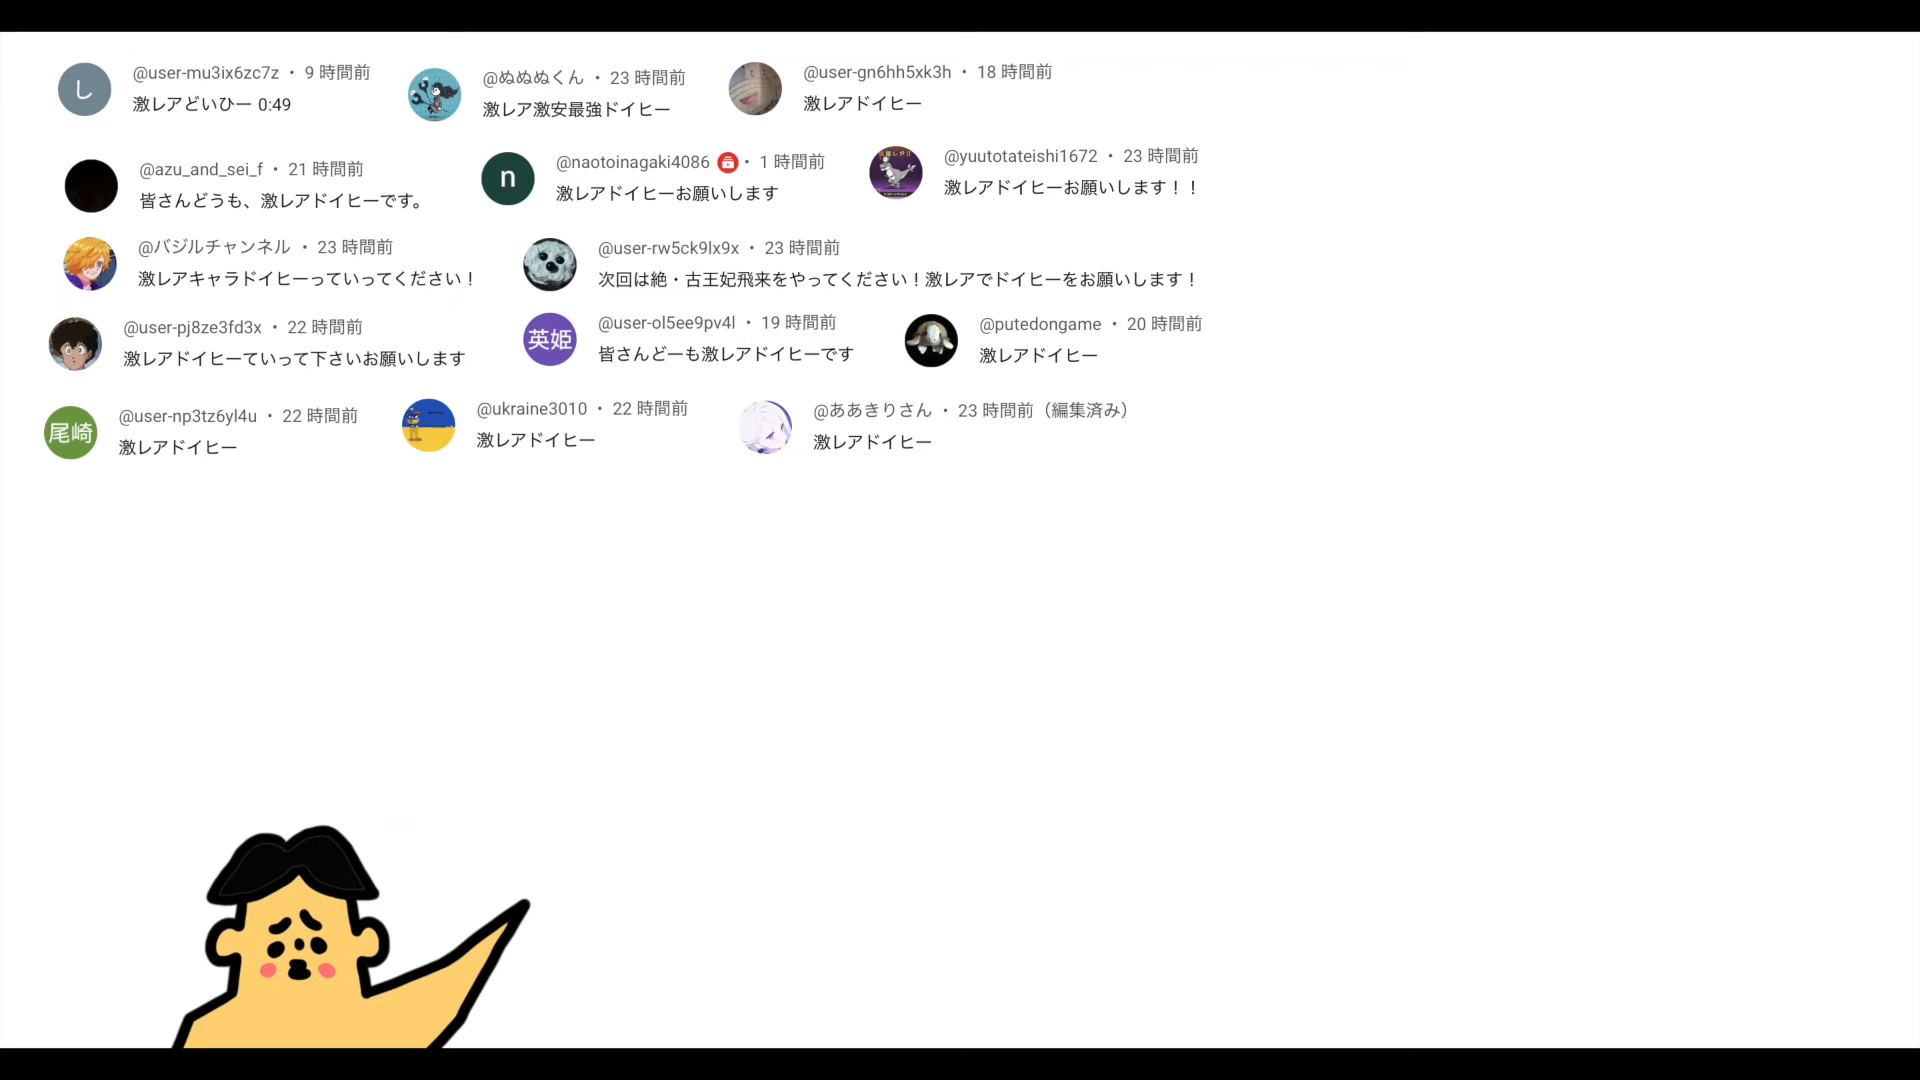 し
@user-mu3ix6zc7z ・ 9 時間前
激レアどいひー 0:49
@ぬぬぬくん ・ 23 時間前
激レア激安最強ドイヒー
@user-gn6hh5xk3h ・ 18 時間前
激レアドイヒー
@azu_and_sei_f ・ 21 時間前
皆さんどうも、激レアドイヒーです。
n
@naotoinagaki4086 ・ 1 時間前
激レアドイヒーお願いします
@yuutotateishi1672 ・ 23 時間前
激レアドイヒーお願いします！！
@バジルチャンネル ・ 23 時間前
激レアキャラドイヒーっていってください！
@user-rw5ck9lx9x ・ 23 時間前
次回は絶・古王妃飛来をやってください！激レアでドイヒーをお願いします！
@user-pj8ze3fd3x ・ 22 時間前
激レアドイヒーていって下さいお願いします
英姫
@user-ol5ee9pv4l ・ 19 時間前
皆さんどーも激レアドイヒーです
@putedongame ・ 20 時間前
激レアドイヒー
尾崎
@user-np3tz6yl4u ・ 22 時間前
激レアドイヒー
@ukraine3010 ・ 22 時間前
激レアドイヒー
@ああきりさん ・ 23 時間前（編集済み）
激レアドイヒー